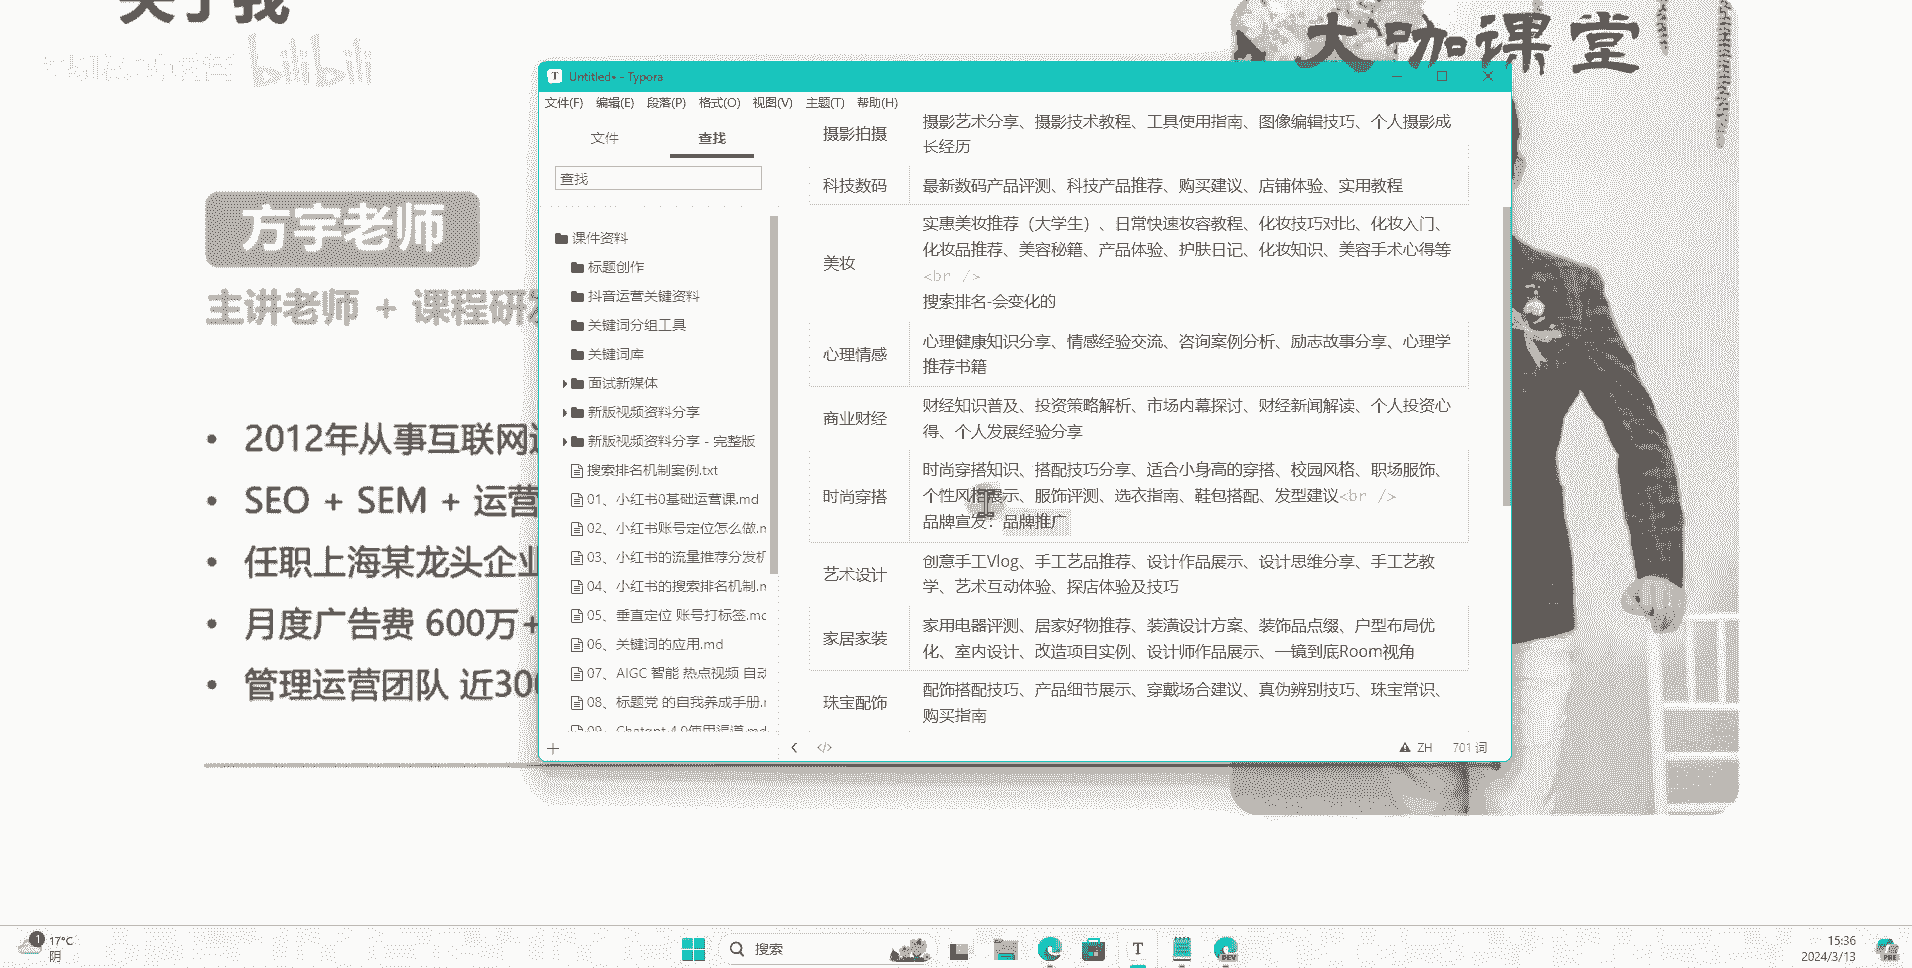 关于我
bilibili
大咖课堂
方宇老师
主讲老师 + 课程研发
2012年从事互联网运
SEO + SEM + 运营
任职上海某龙头企业
月度广告费 600万+
管理运营团队 近300
Untitled• - Typora
文件(F) 编辑(E) 段落(P) 格式(O) 视图(V) 主题(T) 帮助(H)
文件 查找
查找
课件资料
标题创作
抖音运营关键资料
关键词分组工具
关键词库
面试新媒体
新版视频资料分享
新版视频资料分享 - 完整版
搜索排名机制案例.txt
01、小红书0基础运营课.md
02、小红书账号定位怎么做.m
03、小红书的流量推荐分发机
04、小红书的搜索排名机制.m
05、垂直定位 账号打标签.mc
06、关键词的应用.md
07、AIGC 智能 热点视频 自动
08、标题党 的自我养成手册.r
09、Chatgpt 4.0使用渠道.md
摄影拍摄
摄影艺术分享、摄影技术教程、工具使用指南、图像编辑技巧、个人摄影成
长经历
科技数码
最新数码产品评测、科技产品推荐、购买建议、店铺体验、实用教程
美妆
实惠美妆推荐（大学生）、日常快速妆容教程、化妆技巧对比、化妆入门、
化妆品推荐、美容秘籍、产品体验、护肤日记、化妆知识、美容手术心得等
<br />
搜索排名-会变化的
心理情感
心理健康知识分享、情感经验交流、咨询案例分析、励志故事分享、心理学
推荐书籍
商业财经
财经知识普及、投资策略解析、市场内幕探讨、财经新闻解读、个人投资心
得、个人发展经验分享
时尚穿搭
时尚穿搭知识、搭配技巧分享、适合小身高的穿搭、校园风格、职场服饰、
个性风格展示、服饰评测、选衣指南、鞋包搭配、发型建议<br />
品牌宣发：品牌推广
艺术设计
创意手工Vlog、手工艺品推荐、设计作品展示、设计思维分享、手工艺教
学、艺术互动体验、探店体验及技巧
家居家装
家用电器评测、居家好物推荐、装潢设计方案、装饰品点缀、户型布局优
化、室内设计、改造项目实例、设计师作品展示、一镜到底Room视角
珠宝配饰
配饰搭配技巧、产品细节展示、穿戴场合建议、真伪辨别技巧、珠宝常识、
购买指南
ZH 701 词
1
17°C
阴
搜索
T
DEV
15:36
2024/3/13
PRE